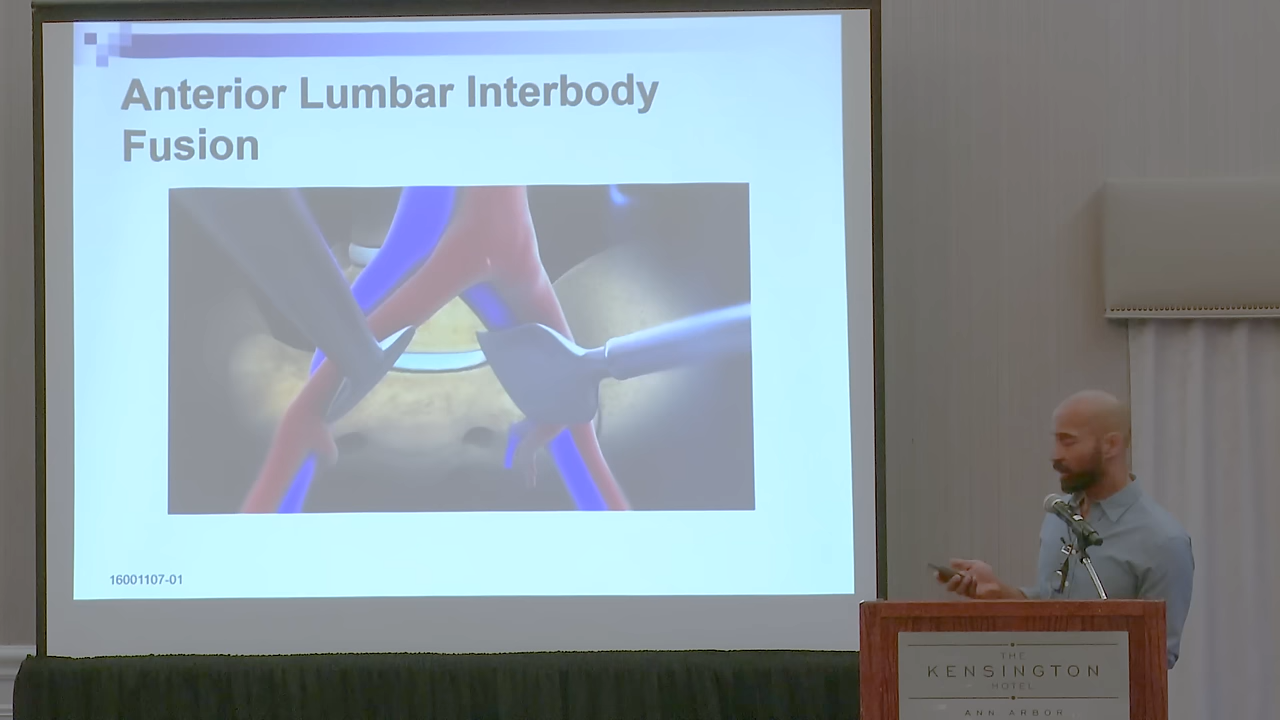 Anterior Lumbar Interbody
Fusion
16001107-01
THE
KENSINGTON
HOTEL
ANN ARBOR